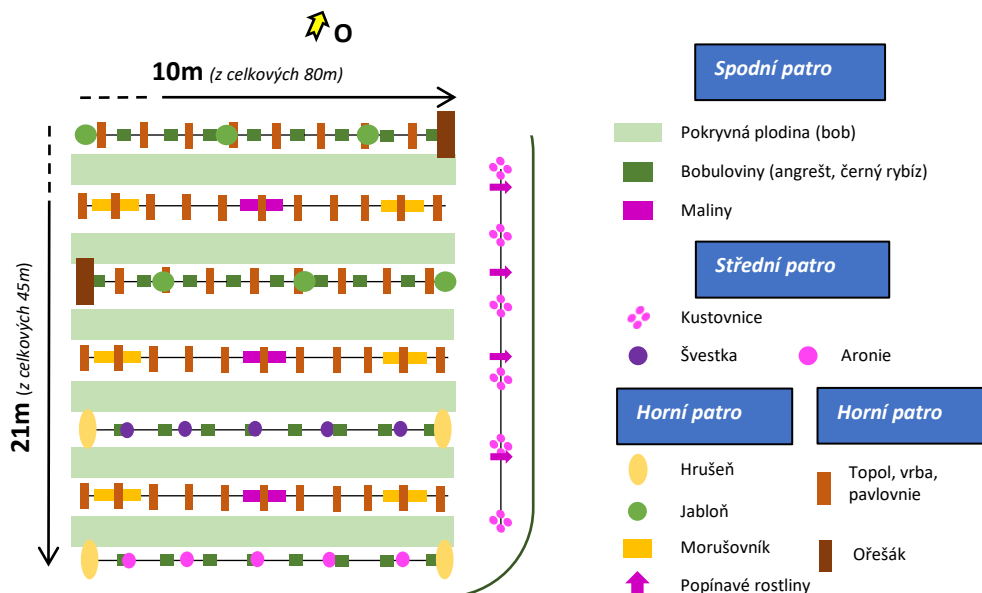 O
10m (z celkových 80m)
21m (z celkových 45m)
Spodní patro
Pokryvná plodina (bob)
Bobuloviny (angrešt, černý rybíz)
Maliny
Střední patro
Kustovnice
Švestka
Aronie
Horní patro
Horní patro
Hrušeň
Jabloň
Morušovník
Popínavé rostliny
Topol, vrba,
pavlovnie
Ořešák